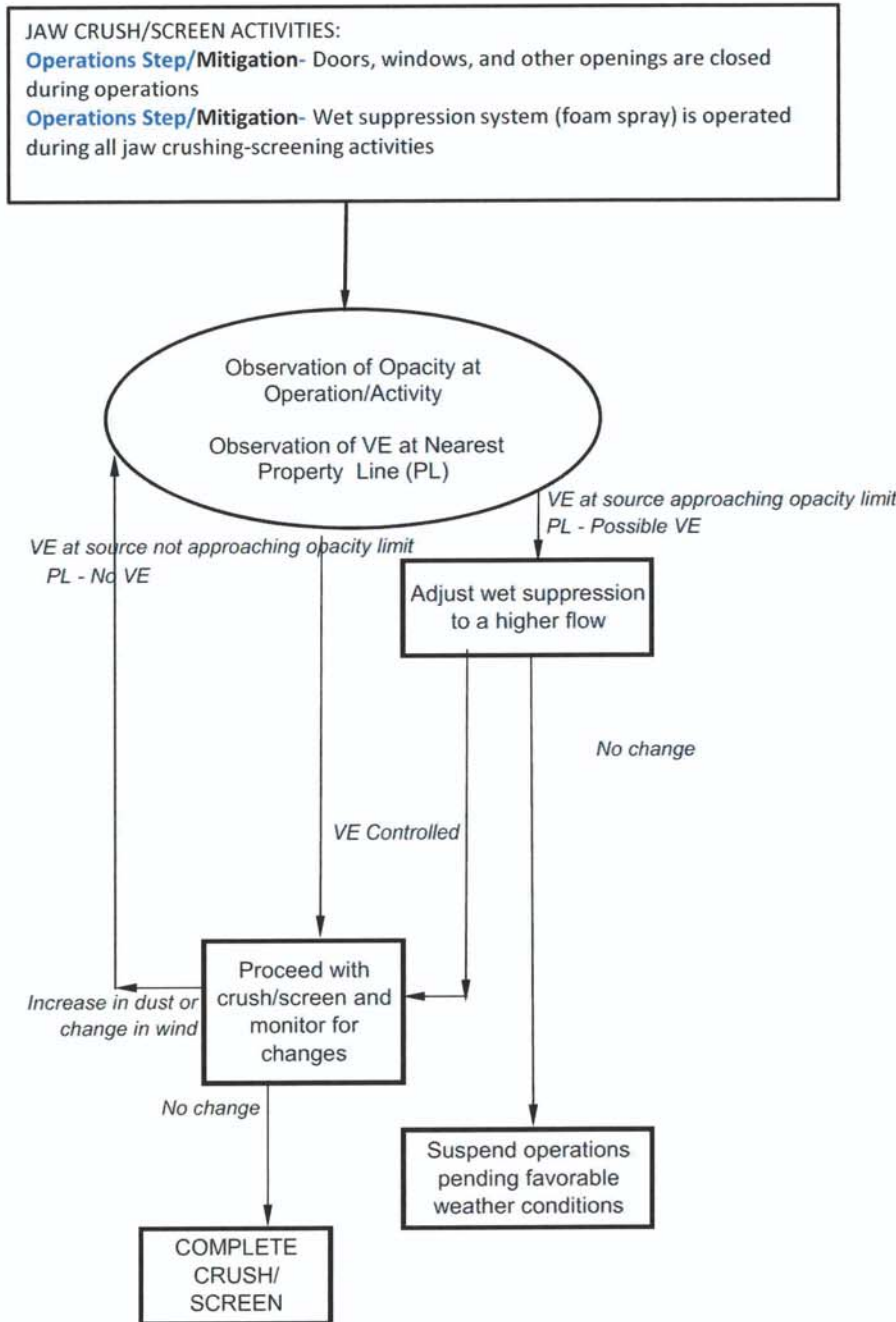 JAW CRUSH/SCREEN ACTIVITIES:
Operations Step/Mitigation- Doors, windows, and other openings are closed
during operations
Operations Step/Mitigation- Wet suppression system (foam spray) is operated
during all jaw crushing-screening activities
Observation of Opacity at
Operation/Activity
Observation of VE at Nearest
Property Line (PL)
VE at source approaching opacity limit
PL - Possible VE
VE at source not approaching opacity limit
PL - No VE
Adjust wet suppression
to a higher flow
No change
VE Controlled
Proceed with
crush/screen and
monitor for
changes
Increase in dust or
change in wind
No change
Suspend operations
pending favorable
weather conditions
COMPLETE
CRUSH/
SCREEN